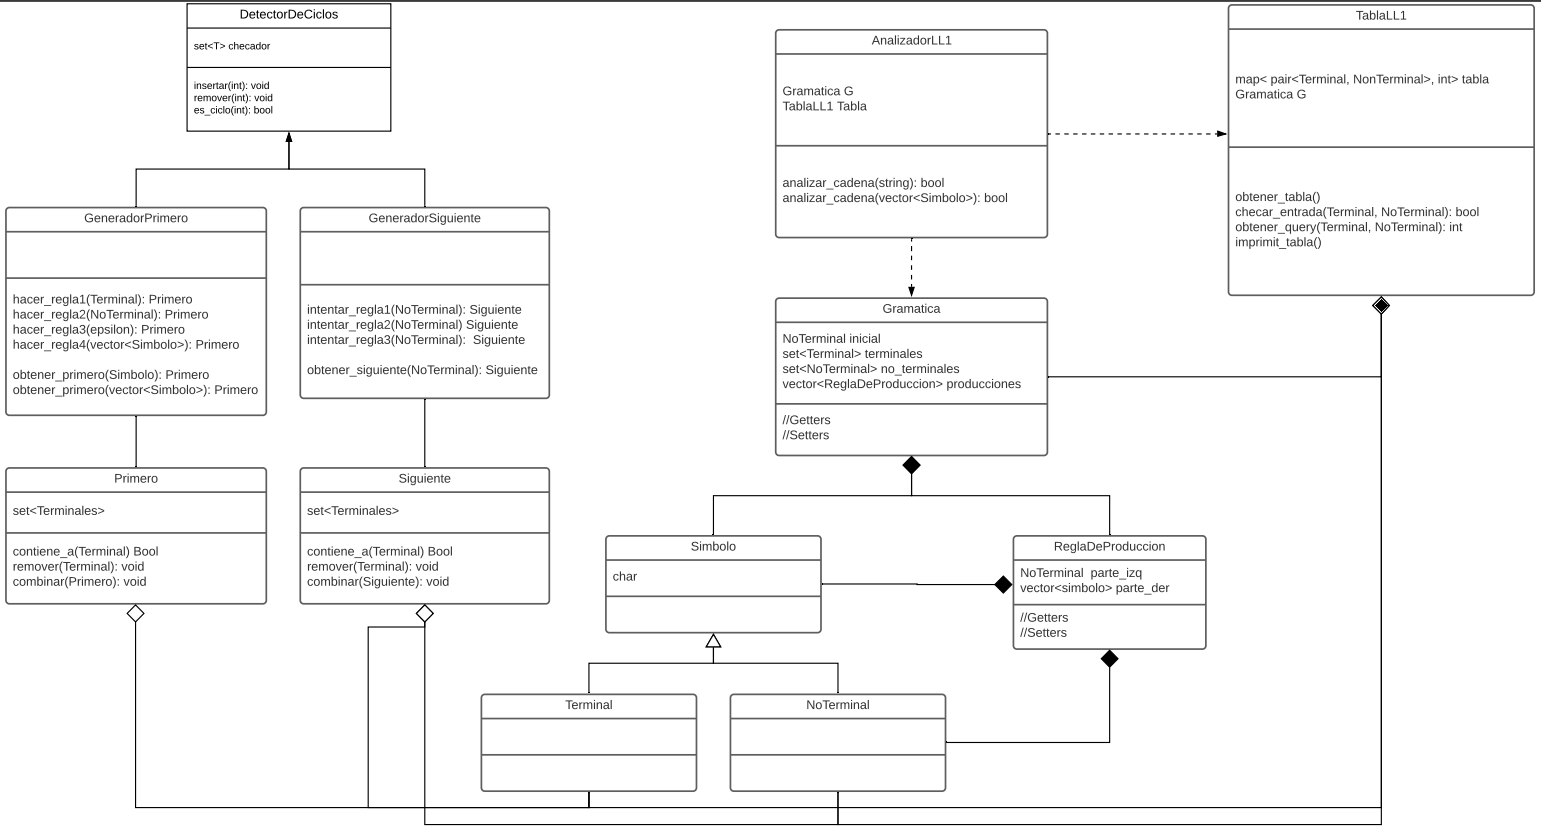 DetectorDeCiclos
set<T> checador
insertar(int): void
remover(int): void
es_ciclo(int): bool
GeneradorPrimero
hacer_regla1(Terminal): Primero
hacer_regla2(NoTerminal): Primero
hacer_regla3(epsilon): Primero
hacer_regla4(vector<Simbolo>): Primero
obtener_primero(Simbolo): Primero
obtener_primero(vector<Simbolo>): Primero
GeneradorSiguiente
intentar_regla1(NoTerminal): Siguiente
intentar_regla2(NoTerminal) Siguiente
intentar_regla3(NoTerminal):  Siguiente
obtener_siguiente(NoTerminal): Siguiente
Primero
set<Terminales>
contiene_a(Terminal) Bool
remover(Terminal): void
combinar(Primero): void
Siguiente
set<Terminales>
contiene_a(Terminal) Bool
remover(Terminal): void
combinar(Siguiente): void
AnalizadorLL1
Gramatica G
TablaLL1 Tabla
analizar_cadena(string): bool
analizar_cadena(vector<Simbolo>): bool
TablaLL1
map< pair<Terminal, NonTerminal>, int> tabla
Gramatica G
obtener_tabla()
checar_entrada(Terminal, NoTerminal): bool
obtener_query(Terminal, NoTerminal): int
imprimit_tabla()
Gramatica
NoTerminal inicial
set<Terminal> terminales
set<NoTerminal> no_terminales
vector<ReglaDeProduccion> producciones
//Getters
//Setters
Simbolo
char
ReglaDeProduccion
NoTerminal  parte_izq
vector<simbolo> parte_der
//Getters
//Setters
Terminal
NoTerminal